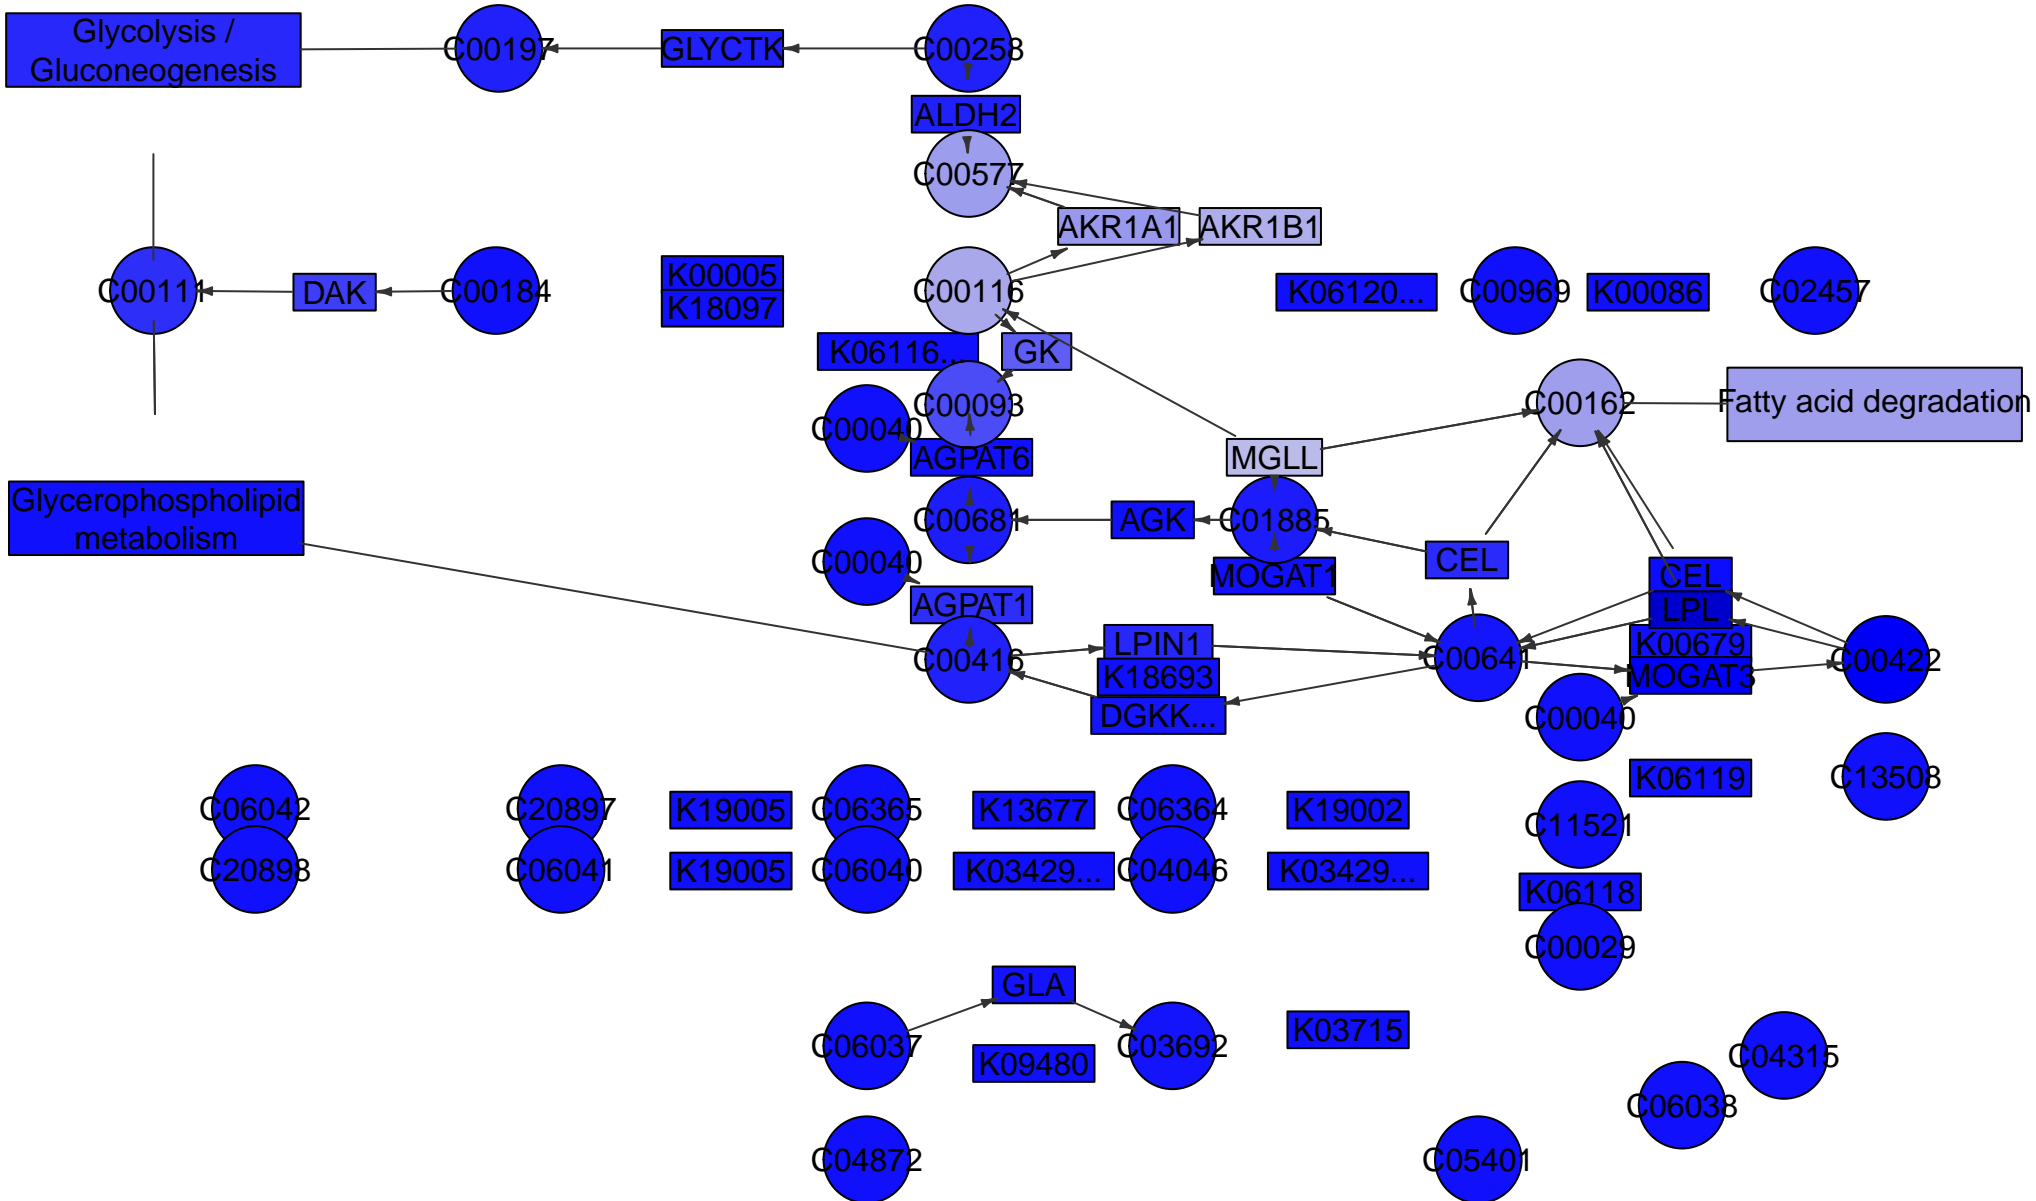 Glycolysis /
Gluconeogenesis
C00197
GLYCTK
C00258
ALDH2
C00577
AKR1A1
AKR1B1
C00111
DAK
C00184
K00005
K18097
C00116
K06120...
C00969
K00086
C02457
K06116...
GK
C00093
C00040
AGPAT6
C00162
Fatty acid degradation
MGLL
Glycerophospholipid
metabolism
C00681
AGK
C01885
C00040
MOGAT1
CEL
CEL
LPL
AGPAT1
C00416
LPIN1
K18693
DGKK...
C00641
K00679
MOGAT3
C00422
C00040
K06119
C13508
C06042
C20897
K19005
C06365
K13677
C06364
K19002
C11521
C20898
C06041
K19005
C06040
K03429...
C04046
K03429...
K06118
C00029
GLA
C06037
K09480
C03692
K03715
C04315
C06038
C04872
C05401